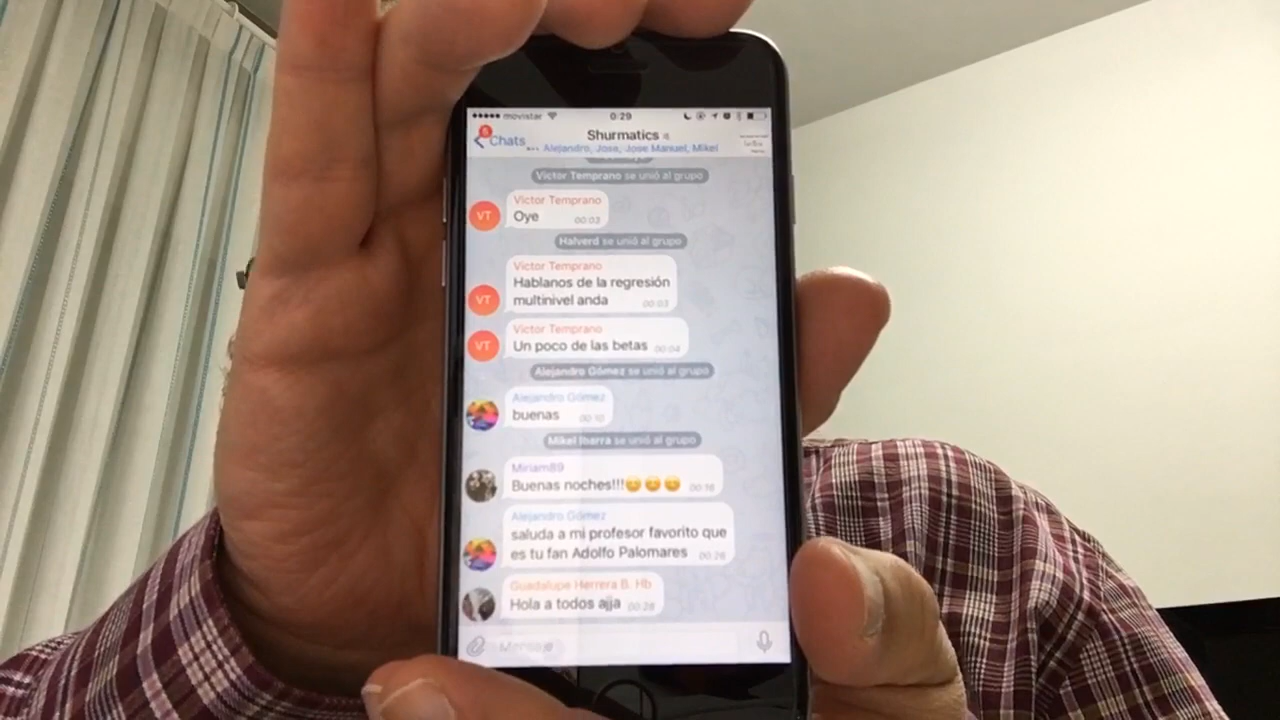 movistar 0:29
6
Chats Shurmatics
Alejandro, Jose, Jose Manuel, Mikel
Victor Temprano se unió al grupo
Victor Temprano
VT Oye 00:03
Halverd se unió al grupo
Victor Temprano
Hablanos de la regresión
VT multinivel anda 00:03
Victor Temprano
VT Un poco de las betas 00:04
Alejandro Gómez se unió al grupo
Alejandro Gómez
buenas 00:10
Mikel Ibarra se unió al grupo
Miriam89
Buenas noches!!!😊😊😊 00:16
Alejandro Gómez
saluda a mi profesor favorito que
es tu fan Adolfo Palomares 00:26
Guadalupe Herrera B. Hb
Hola a todos ajja 00:28
Mensaje